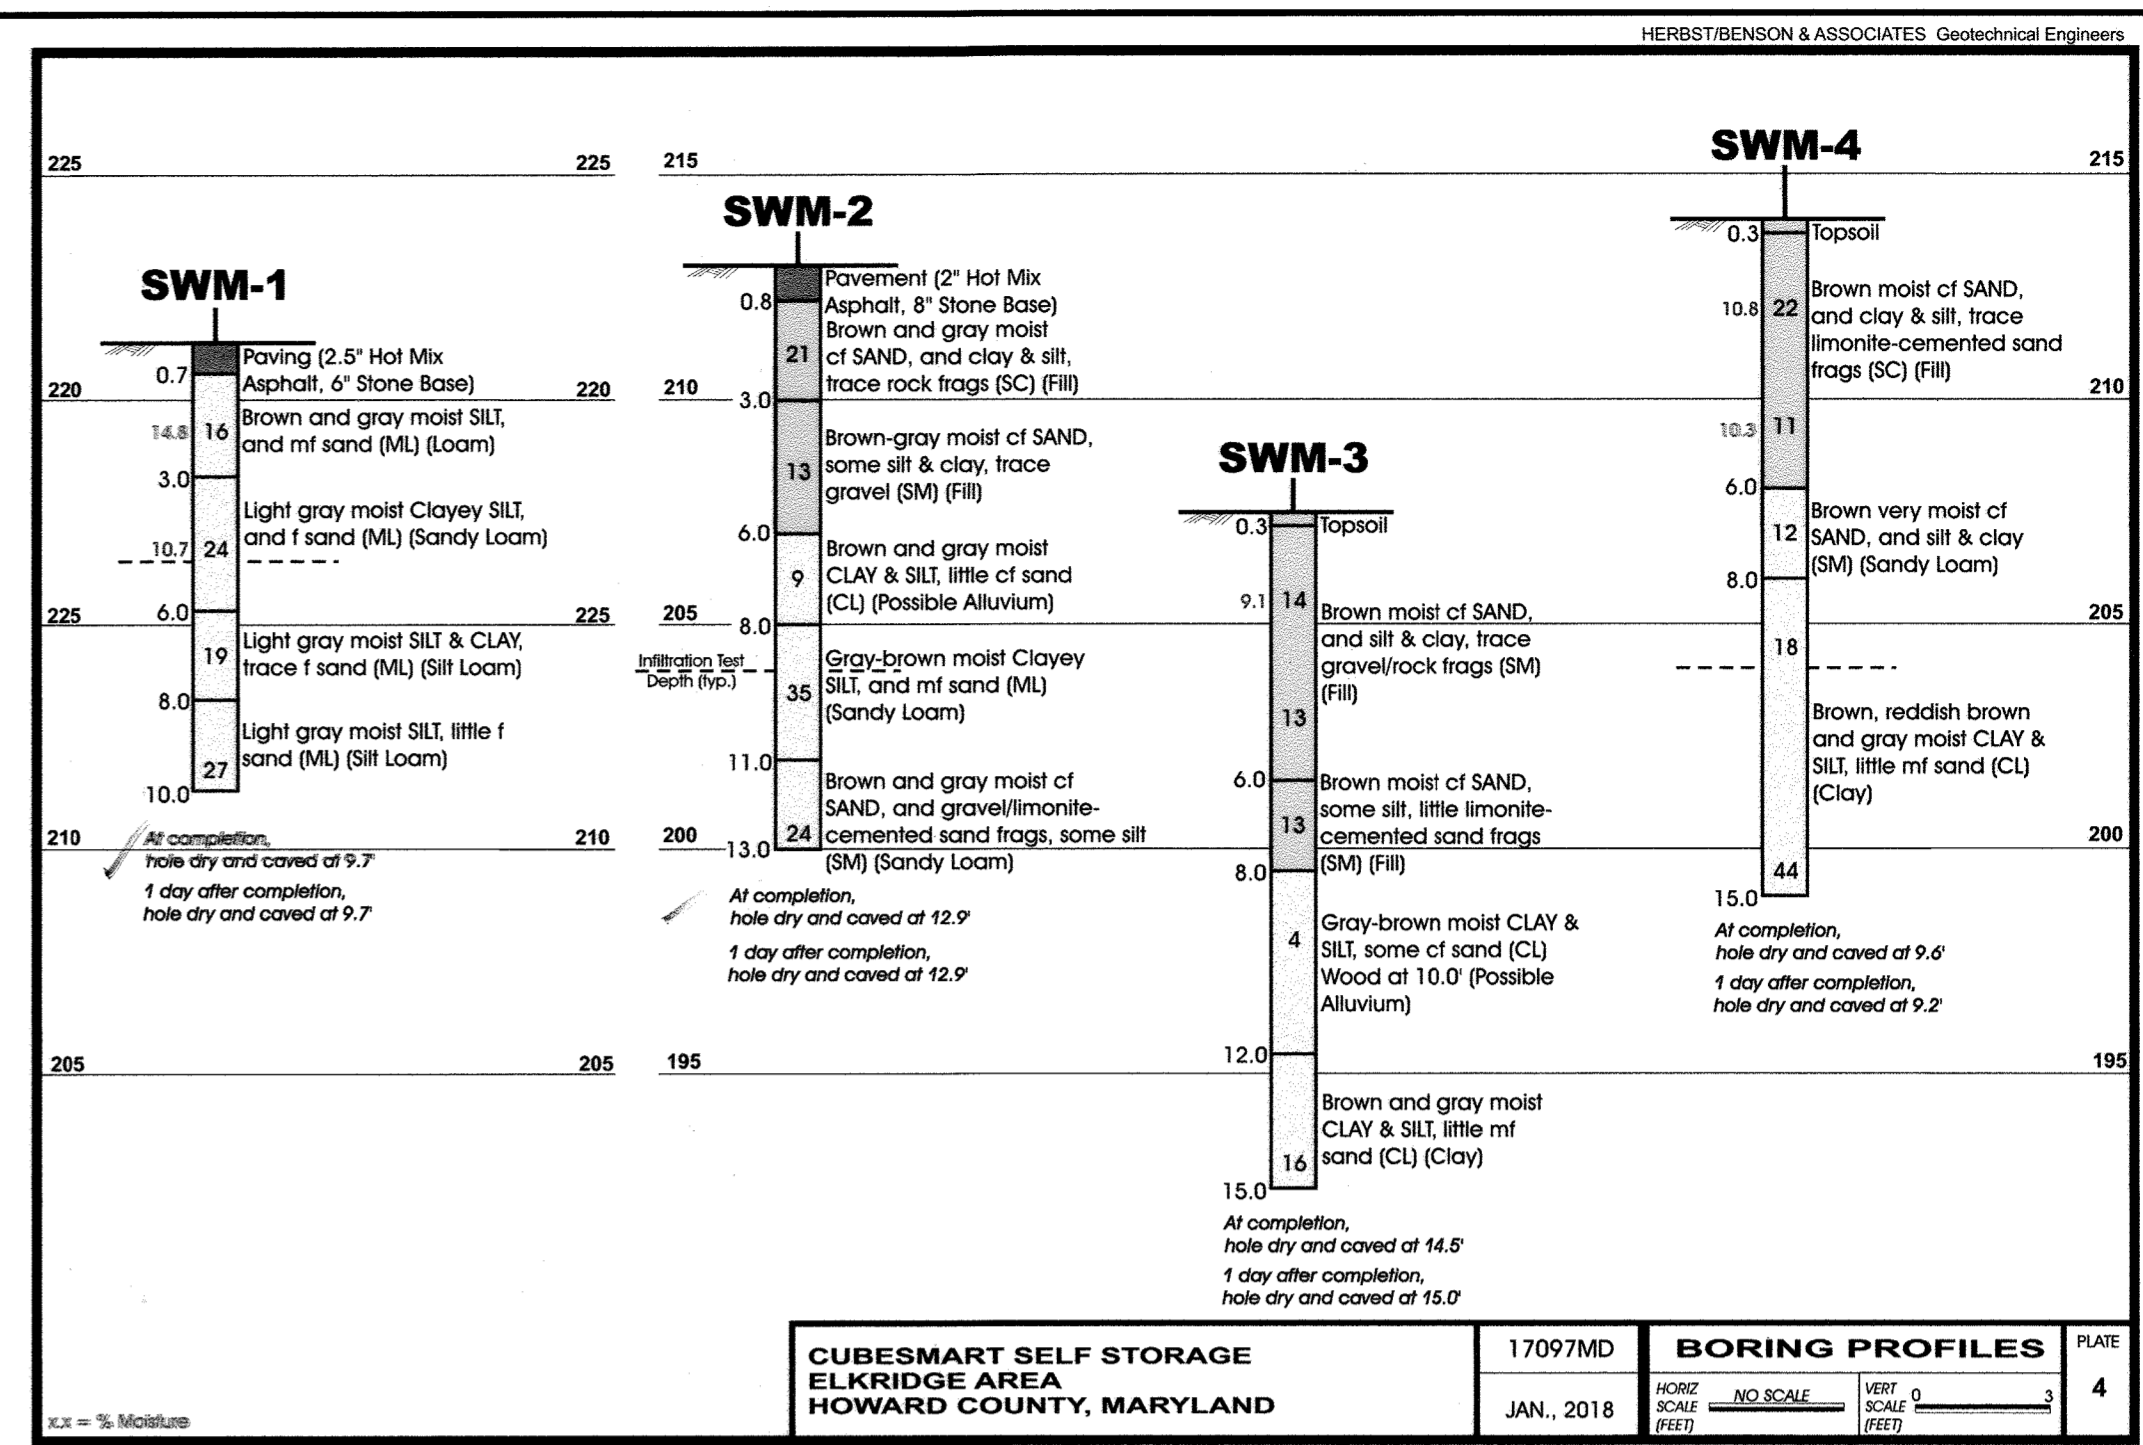 HERBST/BENSON & ASSOCIATES Geotechnical Engineers
225
225
220
220
225
225
210
210
205
205
SWM-1
0.7
14.8
16
3.0
10.7
24
6.0
19
8.0
27
10.0
Paving (2.5" Hot Mix
Asphalt, 6" Stone Base)
Brown and gray moist SILT,
and mf sand (ML) (Loam)
Light gray moist Clayey SILT,
and f sand (ML) (Sandy Loam)
Light gray moist SILT & CLAY,
trace f sand (ML) (Silt Loam)
Light gray moist SILT, little f
sand (ML) (Silt Loam)
At completion,
hole dry and caved at 9.7'
1 day after completion,
hole dry and caved at 9.7'
215
215
210
210
205
205
200
200
195
195
SWM-2
0.8
21
3.0
13
6.0
9
8.0
35
11.0
24
13.0
Pavement (2" Hot Mix
Asphalt, 8" Stone Base)
Brown and gray moist
cf SAND, and clay & silt,
trace rock frags (SC) (Fill)
Brown-gray moist cf SAND,
some silt & clay, trace
gravel (SM) (Fill)
Brown and gray moist
CLAY & SILT, little cf sand
(CL) (Possible Alluvium)
Infiltration Test
Depth (typ.)
Gray-brown moist Clayey
SILT, and mf sand (ML)
(Sandy Loam)
Brown and gray moist cf
SAND, and gravel/limonite-
cemented sand frags, some silt
(SM) (Sandy Loam)
At completion,
hole dry and caved at 12.9'
1 day after completion,
hole dry and caved at 12.9'
SWM-3
0.3
9.1
14
13
6.0
13
8.0
4
12.0
16
15.0
Topsoil
Brown moist cf SAND,
and silt & clay, trace
gravel/rock frags (SM)
(Fill)
Brown moist cf SAND,
some silt, little limonite-
cemented sand frags
(SM) (Fill)
Gray-brown moist CLAY &
SILT, some cf sand (CL)
Wood at 10.0' (Possible
Alluvium)
Brown and gray moist
CLAY & SILT, little mf
sand (CL) (Clay)
At completion,
hole dry and caved at 14.5'
1 day after completion,
hole dry and caved at 15.0'
SWM-4
0.3
10.8
22
10.3
11
6.0
12
8.0
18
44
15.0
Topsoil
Brown moist cf SAND,
and clay & silt, trace
limonite-cemented sand
frags (SC) (Fill)
Brown very moist cf
SAND, and silt & clay
(SM) (Sandy Loam)
Brown, reddish brown
and gray moist CLAY &
SILT, little mf sand (CL)
(Clay)
At completion,
hole dry and caved at 9.6'
1 day after completion,
hole dry and caved at 9.2'
x.x = % Moisture
CUBESMART SELF STORAGE
ELKRIDGE AREA
HOWARD COUNTY, MARYLAND
17097MD
JAN., 2018
BORING PROFILES
HORIZ
SCALE
(FEET)
NO SCALE
VERT
SCALE
(FEET)
0
3
PLATE
4